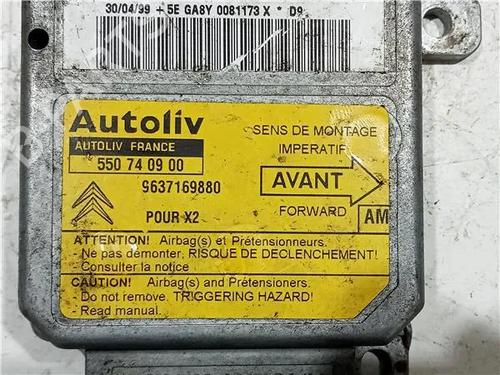 30/04/99 + 5E GA8Y 0081173 X * D9
Autoliv
AUTOLIV FRANCE
550 74 09 00
9637169880
POUR X2
SENS DE MONTAGE
IMPERATIF
AVANT
FORWARD
AM
ATTENTION! Airbag(s) et Prétensionneurs.
- Ne pas démonter, RISQUE DE DECLENCHEMENT!
- Consulter la notice
CAUTION! Airbag(s) and Pretensioners.
- Do not remove. TRIGGERING HAZARD!
- Read manual.